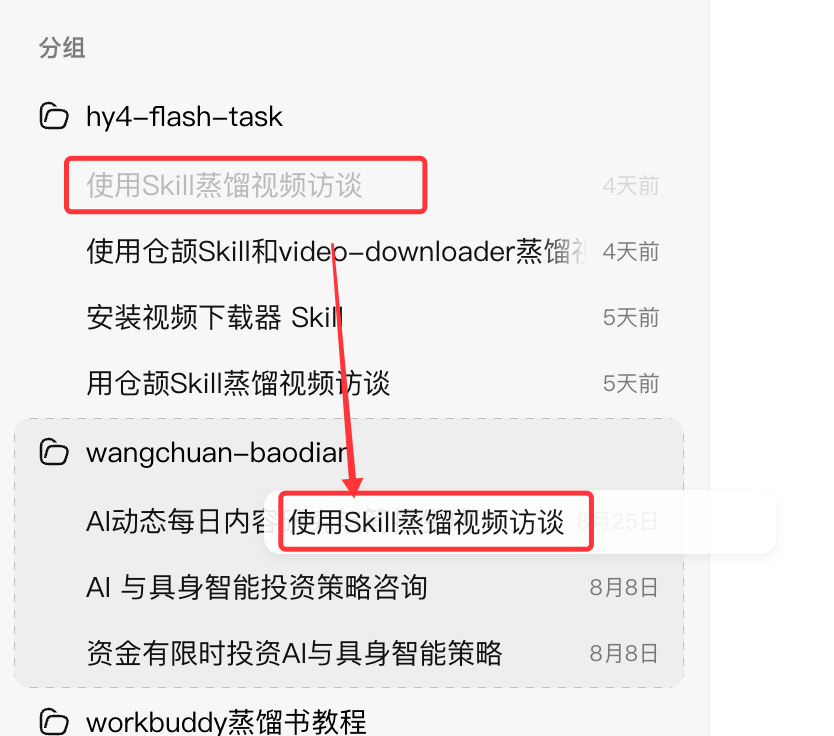 分组
hy4-flash-task
使用Skill蒸馏视频访谈 4天前
使用仓颉Skill和video-downloader蒸馏视 4天前
安装视频下载器 Skill 5天前
用仓颉Skill蒸馏视频访谈 5天前
wangchuan-baodian
AI动态每日内容 使用Skill蒸馏视频访谈 8月25日
AI 与具身智能投资策略咨询 8月8日
资金有限时投资AI与具身智能策略 8月8日
workbuddy蒸馏书教程